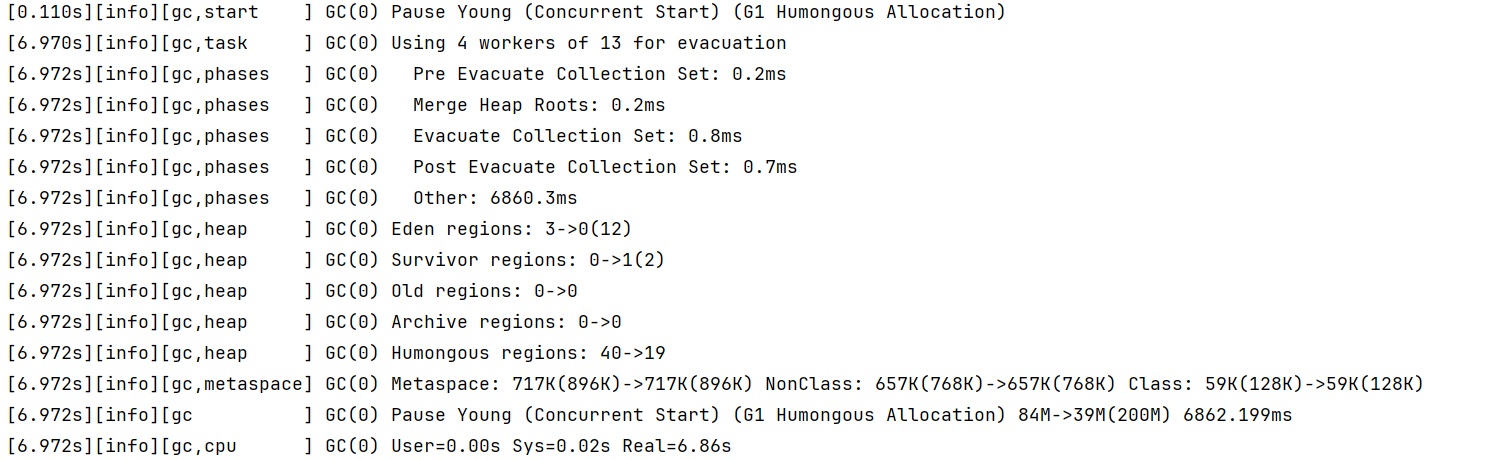 [0.110s][info][gc,start    ] GC(0) Pause Young (Concurrent Start) (G1 Humongous Allocation)
[6.970s][info][gc,task     ] GC(0) Using 4 workers of 13 for evacuation
[6.972s][info][gc,phases   ] GC(0)   Pre Evacuate Collection Set: 0.2ms
[6.972s][info][gc,phases   ] GC(0)   Merge Heap Roots: 0.2ms
[6.972s][info][gc,phases   ] GC(0)   Evacuate Collection Set: 0.8ms
[6.972s][info][gc,phases   ] GC(0)   Post Evacuate Collection Set: 0.7ms
[6.972s][info][gc,phases   ] GC(0)   Other: 6860.3ms
[6.972s][info][gc,heap     ] GC(0) Eden regions: 3->0(12)
[6.972s][info][gc,heap     ] GC(0) Survivor regions: 0->1(2)
[6.972s][info][gc,heap     ] GC(0) Old regions: 0->0
[6.972s][info][gc,heap     ] GC(0) Archive regions: 0->0
[6.972s][info][gc,heap     ] GC(0) Humongous regions: 40->19
[6.972s][info][gc,metaspace] GC(0) Metaspace: 717K(896K)->717K(896K) NonClass: 657K(768K)->657K(768K) Class: 59K(128K)->59K(128K)
[6.972s][info][gc          ] GC(0) Pause Young (Concurrent Start) (G1 Humongous Allocation) 84M->39M(200M) 6862.199ms
[6.972s][info][gc,cpu      ] GC(0) User=0.00s Sys=0.02s Real=6.86s